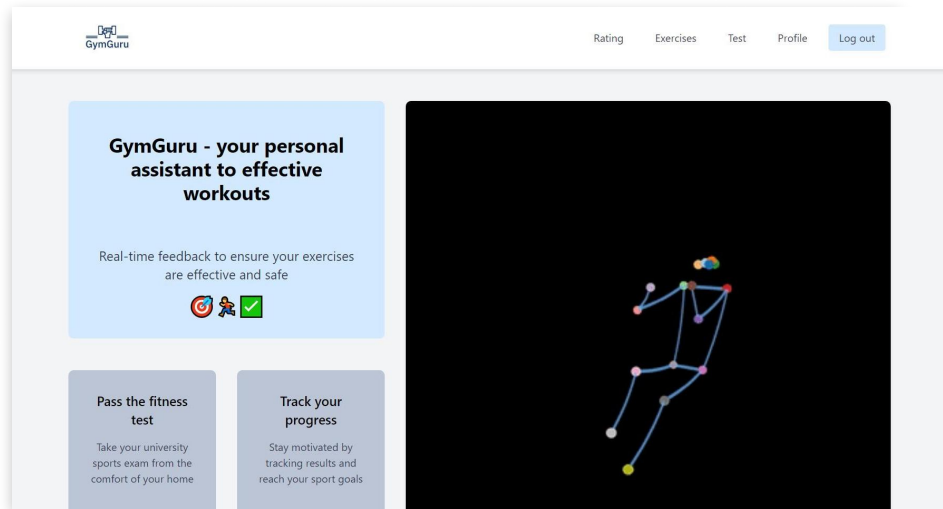 GymGuru
Rating
Exercises
Test
Profile
Log out
GymGuru - your personal
assistant to effective
workouts
Real-time feedback to ensure your exercises
are effective and safe
Pass the fitness
test
Take your university
sports exam from the
comfort of your home
Track your
progress
Stay motivated by
tracking results and
reach your sport goals